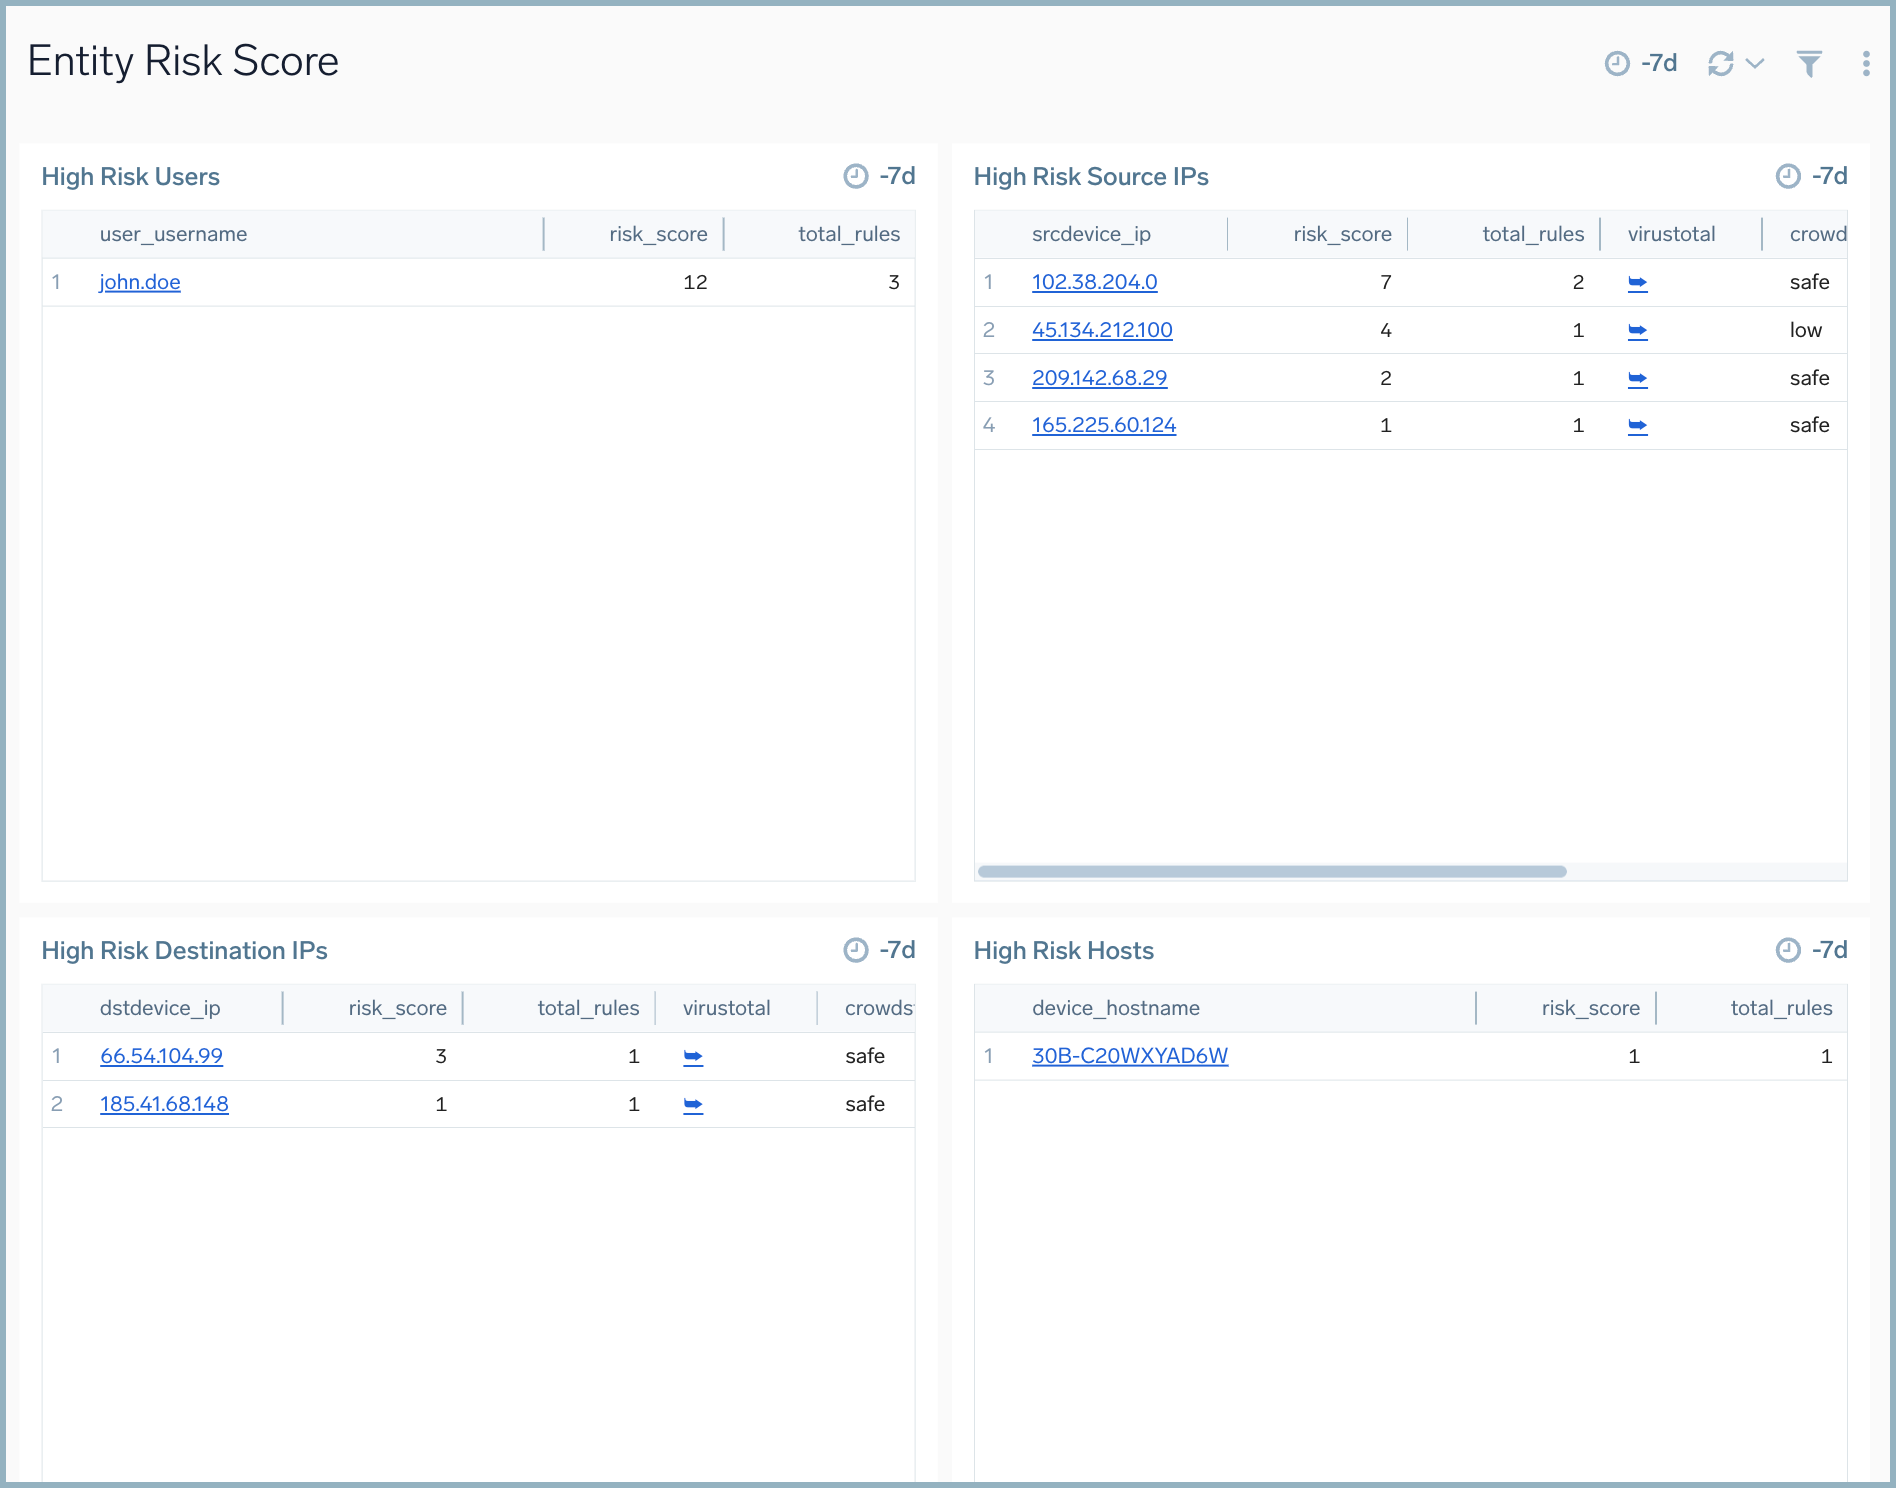 Entity Risk Score
-7d
High Risk Users
-7d
user_username risk_score total_rules
1 john.doe 12 3
High Risk Source IPs
-7d
srcdevice_ip risk_score total_rules virustotal crowd
1 102.38.204.0 7 2 safe
2 45.134.212.100 4 1 low
3 209.142.68.29 2 1 safe
4 165.225.60.124 1 1 safe
High Risk Destination IPs
-7d
dstdevice_ip risk_score total_rules virustotal crowds
1 66.54.104.99 3 1 safe
2 185.41.68.148 1 1 safe
High Risk Hosts
-7d
device_hostname risk_score total_rules
1 30B-C20WXYAD6W 1 1